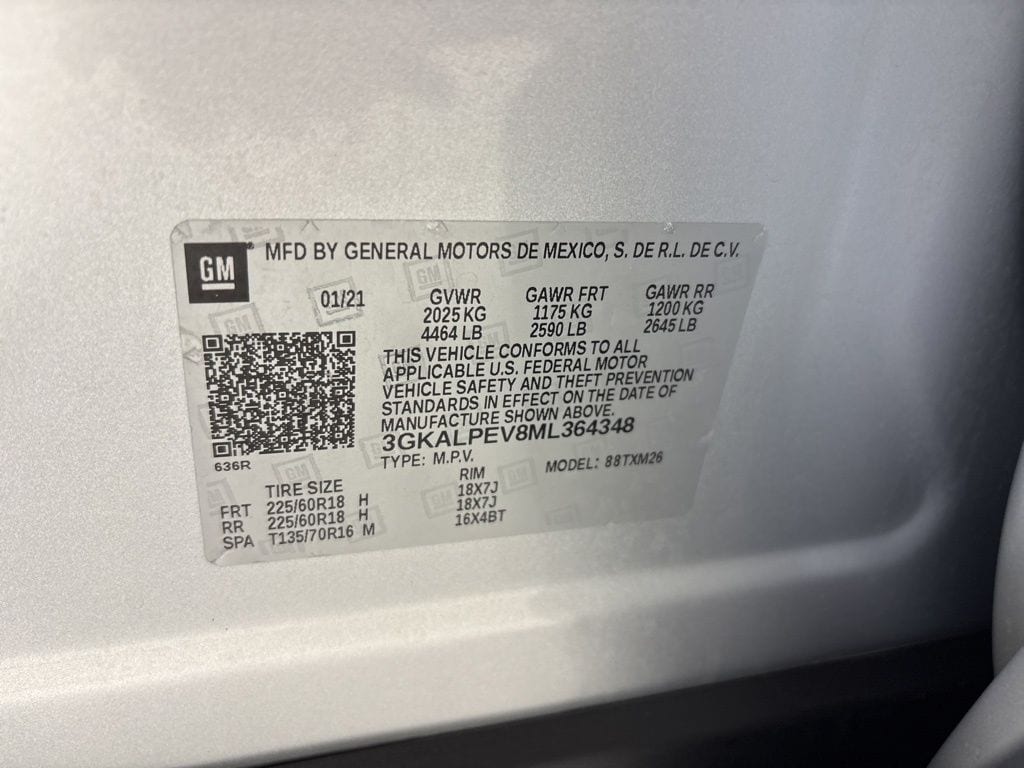 GM MFD BY GENERAL MOTORS DE MEXICO, S. DE R.L. DE C.V.
01/21 GVWR GAWR FRT GAWR RR
2025 KG 1175 KG 1200 KG
4464 LB 2590 LB 2645 LB
THIS VEHICLE CONFORMS TO ALL
APPLICABLE U.S. FEDERAL MOTOR
VEHICLE SAFETY AND THEFT PREVENTION
STANDARDS IN EFFECT ON THE DATE OF
MANUFACTURE SHOWN ABOVE.
3GKALPEV8ML364348
636R TYPE: M.P.V. MODEL: 88TXM26
TIRE SIZE RIM
FRT 225/60R18 H 18X7J
RR 225/60R18 H 18X7J
SPA T135/70R16 M 16X4BT